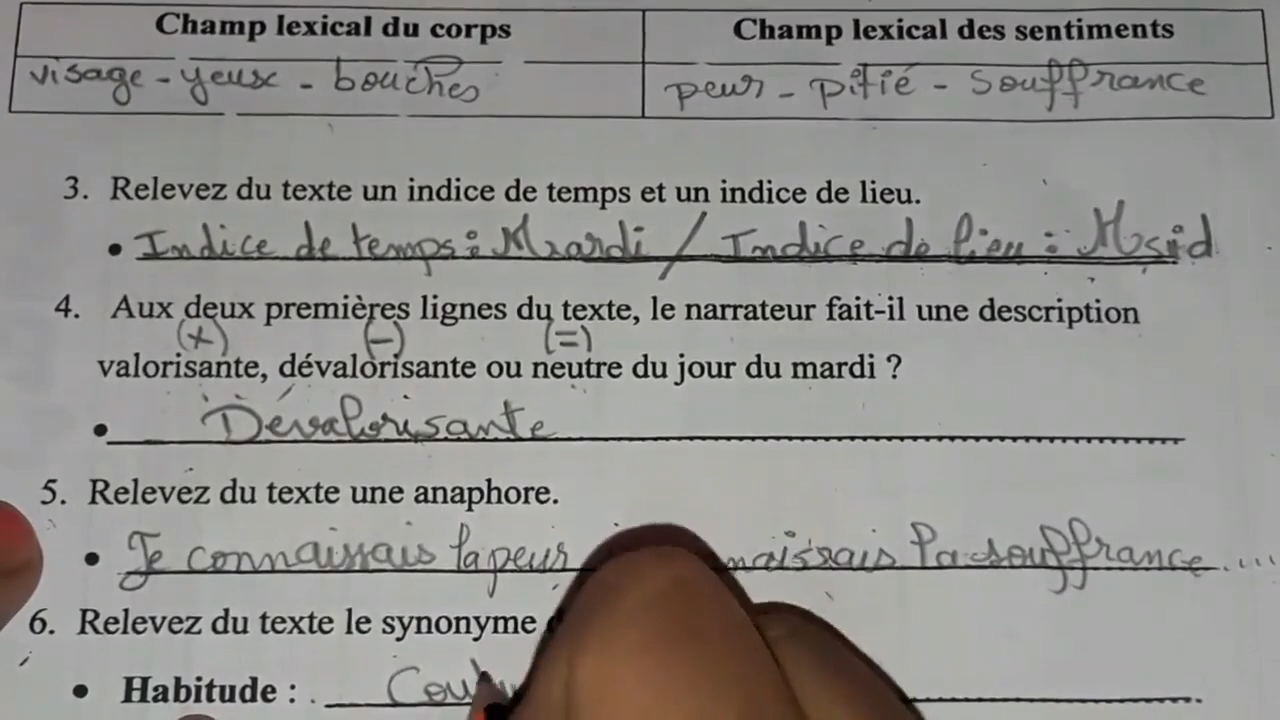 Champ lexical du corps Champ lexical des sentiments
visage - yeux - bouches peur - pitié - souffrance
3. Relevez du texte un indice de temps et un indice de lieu.
• Indice de temps : Mardi / Indice de lieu : Msid
4. Aux deux premières lignes du texte, le narrateur fait-il une description
(+) (-) (=)
valorisante, dévalorisante ou neutre du jour du mardi ?
• Dévalorisante
5. Relevez du texte une anaphore.
• Je connaissais la peur naissais la souffrance ....
6. Relevez du texte le synonyme
• Habitude : Cou